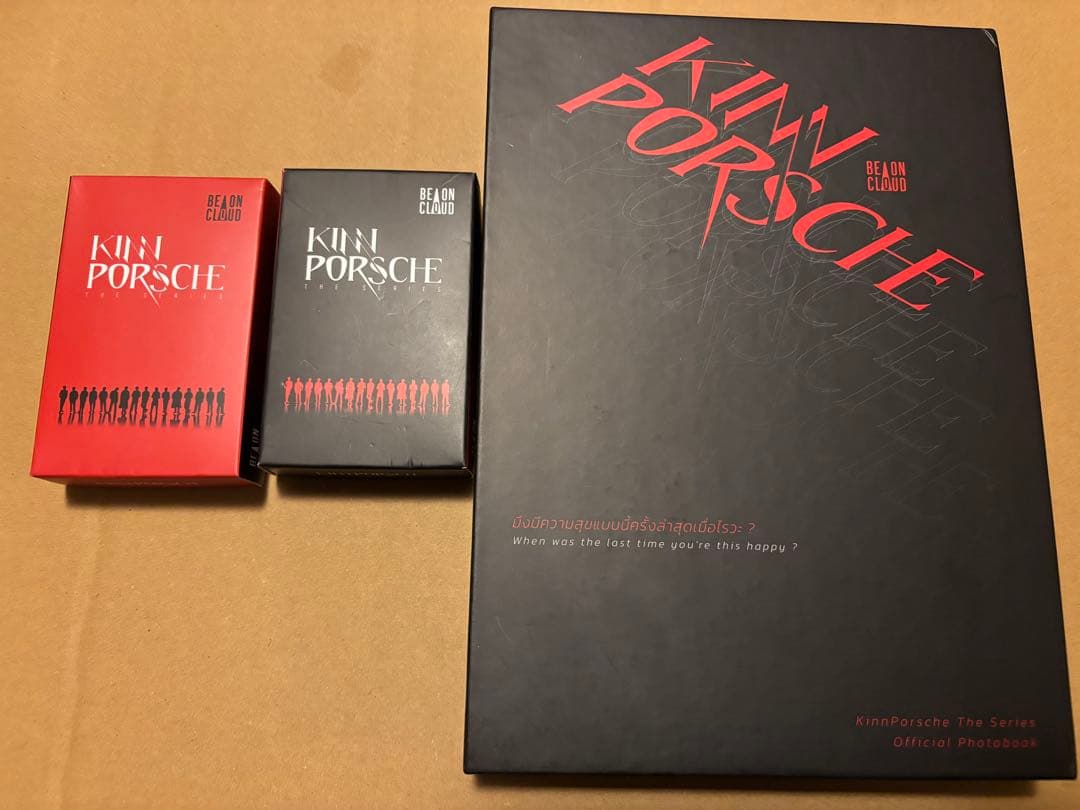 BE ON
CLOUD
KINN
PORSCHE
THE SERIES
BE ON
BE ON
CLOUD
KINN
PORSCHE
THE SERIES
KINN
PORSCHE
BE ON
CLOUD
มึงมีความสุขแบบนี้ครั้งล่าสุดเมื่อไรวะ ?
When was the last time you're this happy ?
KinnPorsche The Series
Official Photobook